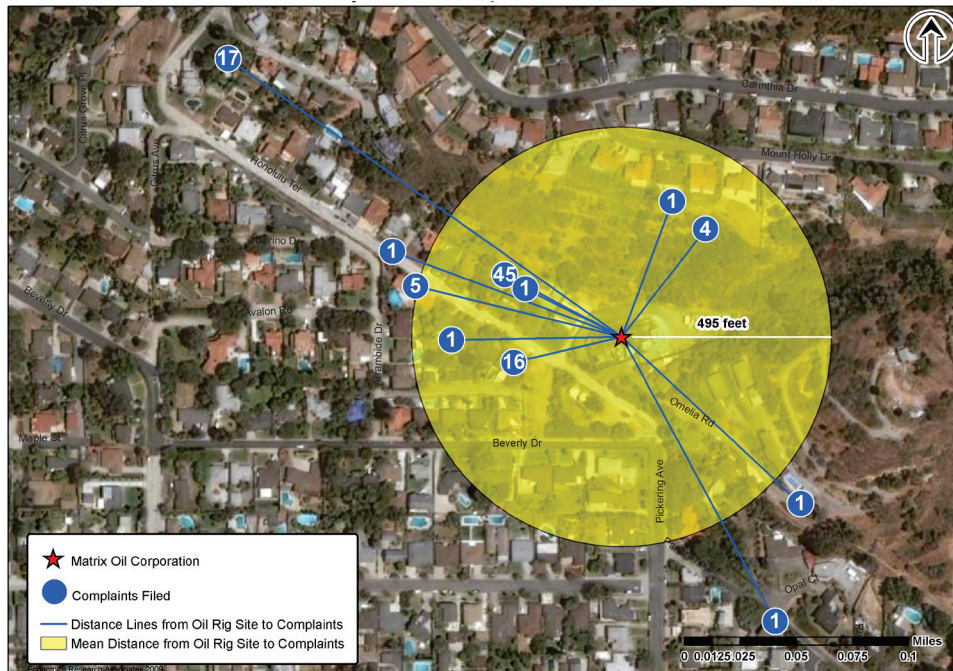 17
Carinthia Dr
Citrus Grove Pl
Mount Holly Dr
Citrus Ave
Honolulu Ter
1
4
1
45
1
5
Avalon Rd
Beverly Dr
495 feet
1
16
Omelia Rd
Maple St
Beverly Dr
Pickering Ave
1
Opal Ct
1
Matrix Oil Corporation
Complaints Filed
Distance Lines from Oil Rig Site to Complaints
Mean Distance from Oil Rig Site to Complaints
Miles
0 0.0125.025 0.05 0.075 0.1